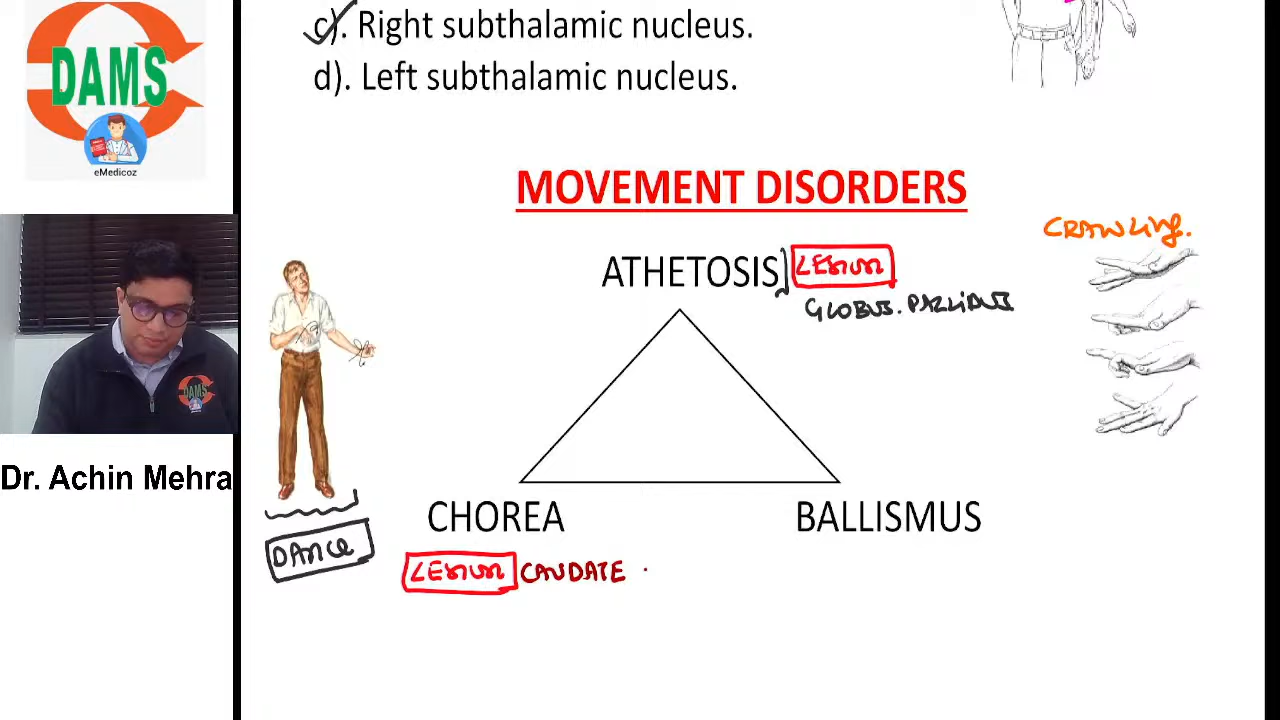 c). Right subthalamic nucleus.
d). Left subthalamic nucleus.
DAMS
eMedicoz
MOVEMENT DISORDERS
CRAWLING.
ATHETOSIS
LESION
GLOBUS. PALLIDUS
DAMS
Dr. Achin Mehra
CHOREA
BALLISMUS
DANCE
LESION CAUDATE